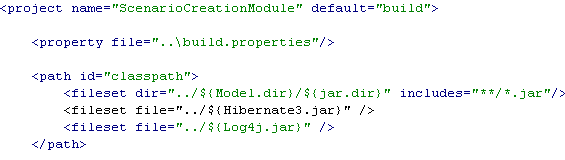 <project name="ScenarioCreationModule" default="build">
<property file="..\build.properties"/>
<path id="classpath">
<fileset dir="../${Model.dir}/${jar.dir}" includes="**/*.jar"/>
<fileset file="../${Hibernate3.jar}" />
<fileset file="../${Log4j.jar}" />
</path>